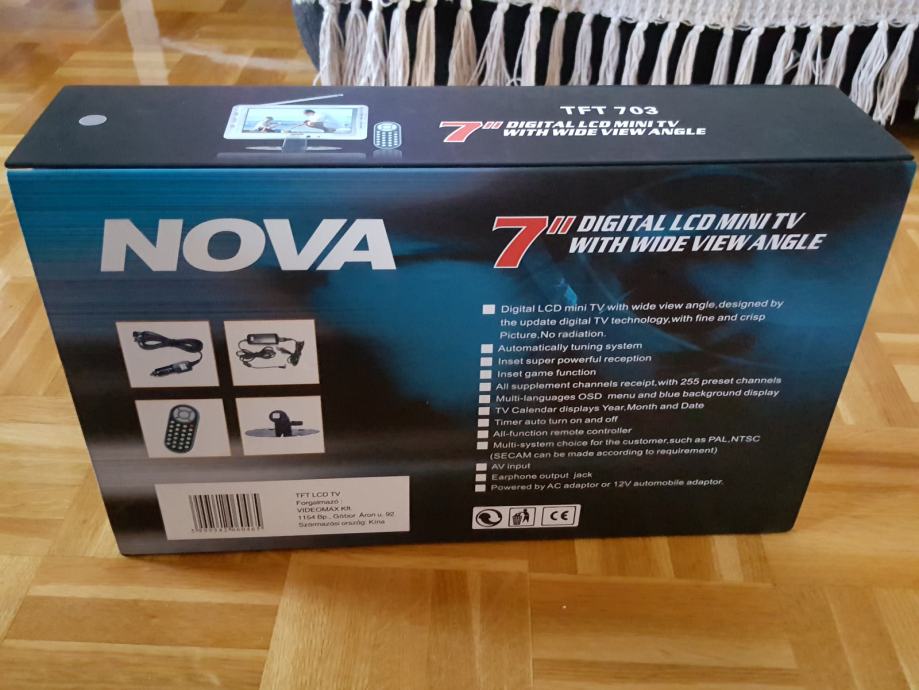 TFT 703
7" DIGITAL LCD MINI TV
WITH WIDE VIEW ANGLE
NOVA
7" DIGITAL LCD MINI TV
WITH WIDE VIEW ANGLE
Digital LCD mini TV with wide view angle,designed by
the update digital TV technology,with fine and crisp
Picture,No radiation.
Automatically tuning system
Inset super powerful reception
Inset game function
All supplement channels receipt,with 255 preset channels
Multi-languages OSD menu and blue background display
TV Calendar displays Year,Month and Date
Timer auto turn on and off
All-function remote controller
Multi-system choice for the customer,such as PAL,NTSC
(SECAM can be made according to requirement)
AV input
Earphone output jack
Powered by AC adaptor or 12V automobile adaptor.
TFT LCD TV
Forgalmazó
VIDEOMAX Kft.
1154 Bp., Gábor Áron u. 92.
Származási ország: Kína
CE